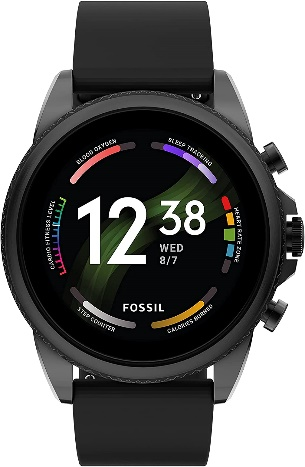 BLOOD OXYGEN
SLEEP TRACKING
CARDIO FITNESS LEVEL
HEART RATE ZONE
12 38
WED
8/7
FOSSIL
STEP COUNTER
CALORIES BURNED